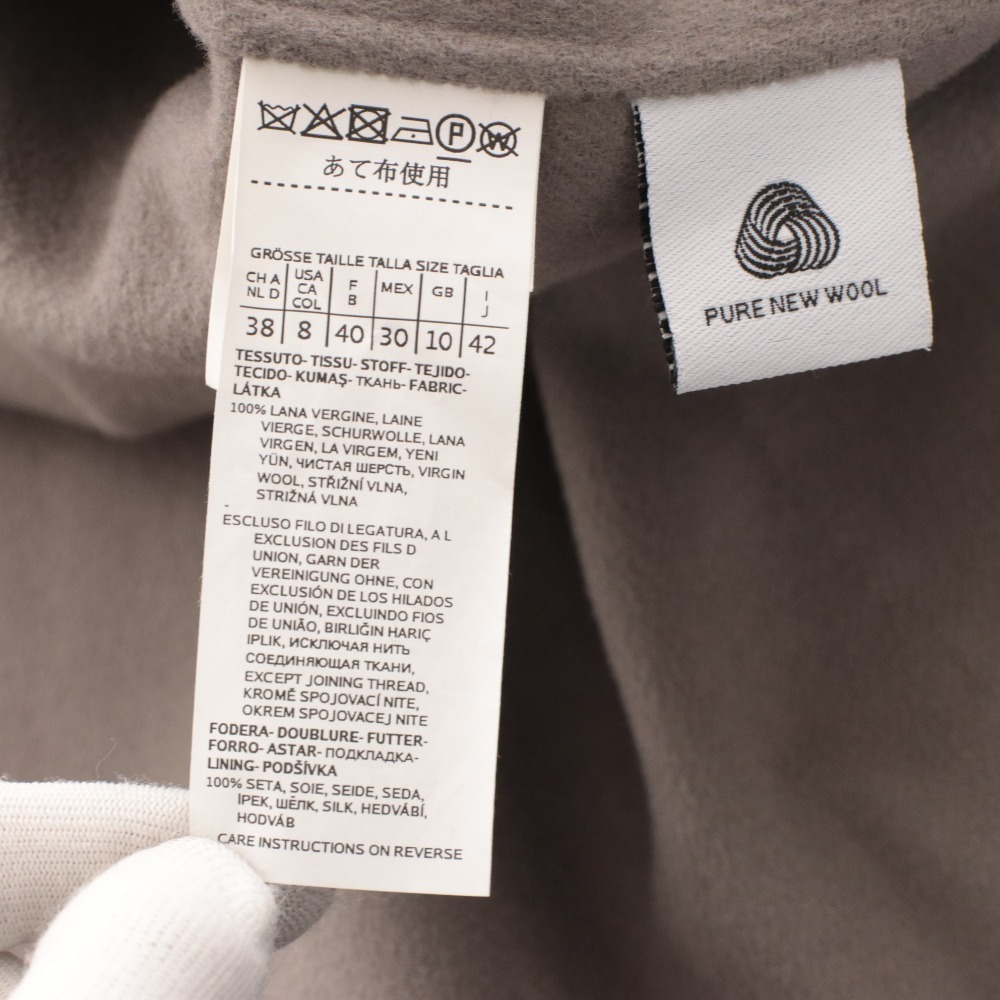 あて布使用
GRÖSSE TAILLE TALLA SIZE TAGLIA
CH A NL D USA CA COL F B MEX GB I J
38 8 40 30 10 42
TESSUTO- TISSU- STOFF- TEJIDO-
TECIDO- KUMAŞ- ТКАНЬ- FABRIC-
LÁTKA
100% LANA VERGINE, LAINE
VIERGE, SCHURWOLLE, LANA
VIRGEN, LA VIRGEM, YENI
YÜN, ЧИСТАЯ ШЕРСТЬ, VIRGIN
WOOL, STŘIŽNÍ VLNA,
STRIŽNÁ VLNA
-
ESCLUSO FILO DI LEGATURA, A L
EXCLUSION DES FILS D
UNION, GARN DER
VEREINIGUNG OHNE, CON
EXCLUSIÓN DE LOS HILADOS
DE UNIÓN, EXCLUINDO FIOS
DE UNIÃO, BIRLIĞIN HARIÇ
IPLIK, ИСКЛЮЧАЯ НИТЬ
СОЕДИНЯЮЩАЯ ТКАНИ,
EXCEPT JOINING THREAD,
KROMĚ SPOJOVACÍ NITE,
OKREM SPOJOVACEJ NITE
FODERA- DOUBLURE- FUTTER-
FORRO- ASTAR- ПОДКЛАДКА-
LINING- PODŠÍVKA
100% SETA, SOIE, SEIDE, SEDA,
İPEK, ШЁЛК, SILK, HEDVÁBÍ,
HODVÁB
CARE INSTRUCTIONS ON REVERSE
PURE NEW WOOL